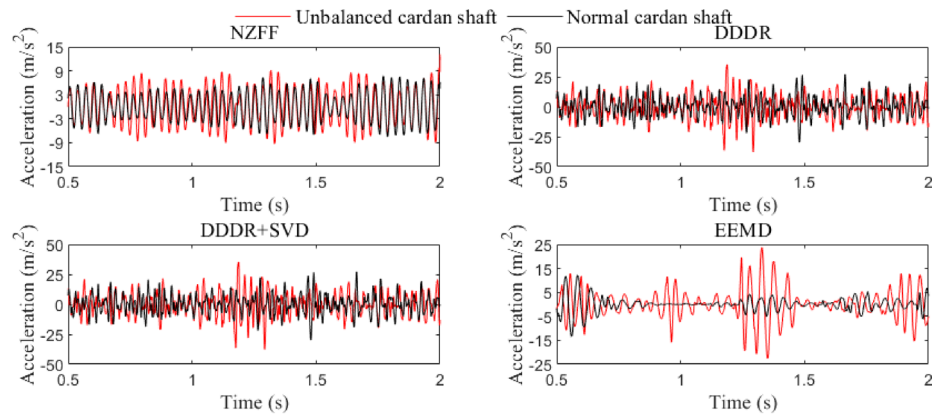 Unbalanced cardan shaft Normal cardan shaft
NZFF
Acceleration (m/s²)
15
9
3
-3
-9
-15
0.5 1 1.5 2
Time (s)
DDDR
Acceleration (m/s²)
50
25
0
-25
-50
0.5 1 1.5 2
Time (s)
DDDR+SVD
Acceleration (m/s²)
50
25
0
-25
-50
0.5 1 1.5 2
Time (s)
EEMD
Acceleration (m/s²)
25
15
5
-5
-15
-25
0.5 1 1.5 2
Time (s)